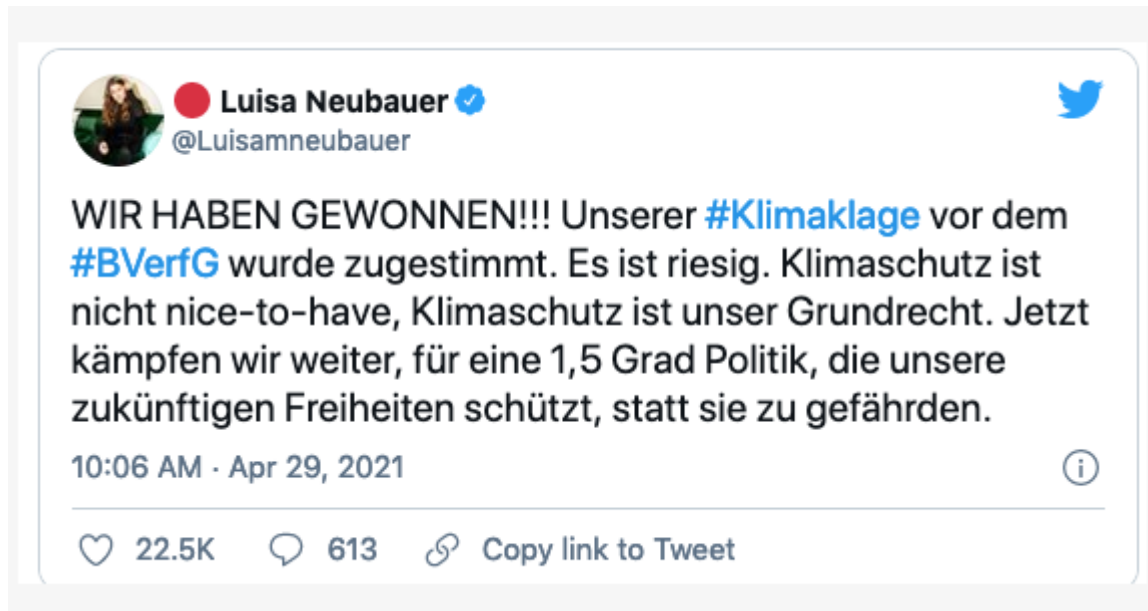 Luisa Neubauer
@Luisamneubauer
WIR HABEN GEWONNEN!!! Unserer #Klimaklage vor dem
#BVerfG wurde zugestimmt. Es ist riesig. Klimaschutz ist
nicht nice-to-have, Klimaschutz ist unser Grundrecht. Jetzt
kämpfen wir weiter, für eine 1,5 Grad Politik, die unsere
zukünftigen Freiheiten schützt, statt sie zu gefährden.
10:06 AM · Apr 29, 2021
22.5K 613 Copy link to Tweet